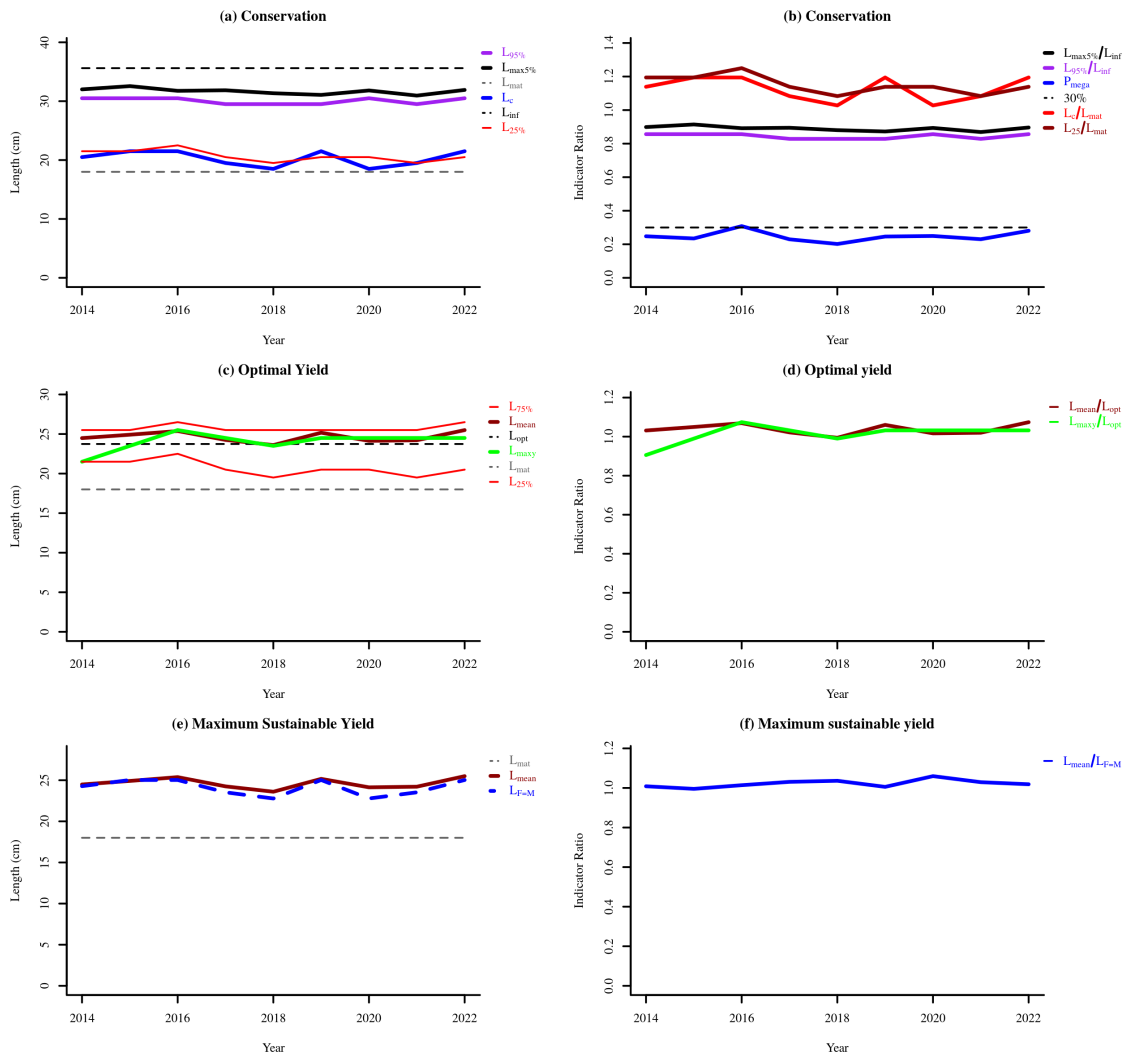 (a) Conservation
40
30
20
10
0
Length (cm)
2014 2016 2018 2020 2022
Year
L95%
Lmax5%
Lmat
Lc
Linf
L25%
(b) Conservation
1.4
1.2
1.0
0.8
0.6
0.4
0.2
0.0
Indicator Ratio
2014 2016 2018 2020 2022
Year
Lmax5%/Linf
L95%/Linf
Pmega
30%
Lc/Lmat
L25/Lmat
(c) Optimal Yield
30
25
20
15
10
5
0
Length (cm)
2014 2016 2018 2020 2022
Year
L75%
Lmean
Lopt
Lmaxy
Lmat
L25%
(d) Optimal yield
1.2
1.0
0.8
0.6
0.4
0.2
0.0
Indicator Ratio
2014 2016 2018 2020 2022
Year
Lmean/Lopt
Lmaxy/Lopt
(e) Maximum Sustainable Yield
25
20
15
10
5
0
Length (cm)
2014 2016 2018 2020 2022
Year
Lmat
Lmean
LF=M
(f) Maximum sustainable yield
1.2
1.0
0.8
0.6
0.4
0.2
0.0
Indicator Ratio
2014 2016 2018 2020 2022
Year
Lmean/LF=M